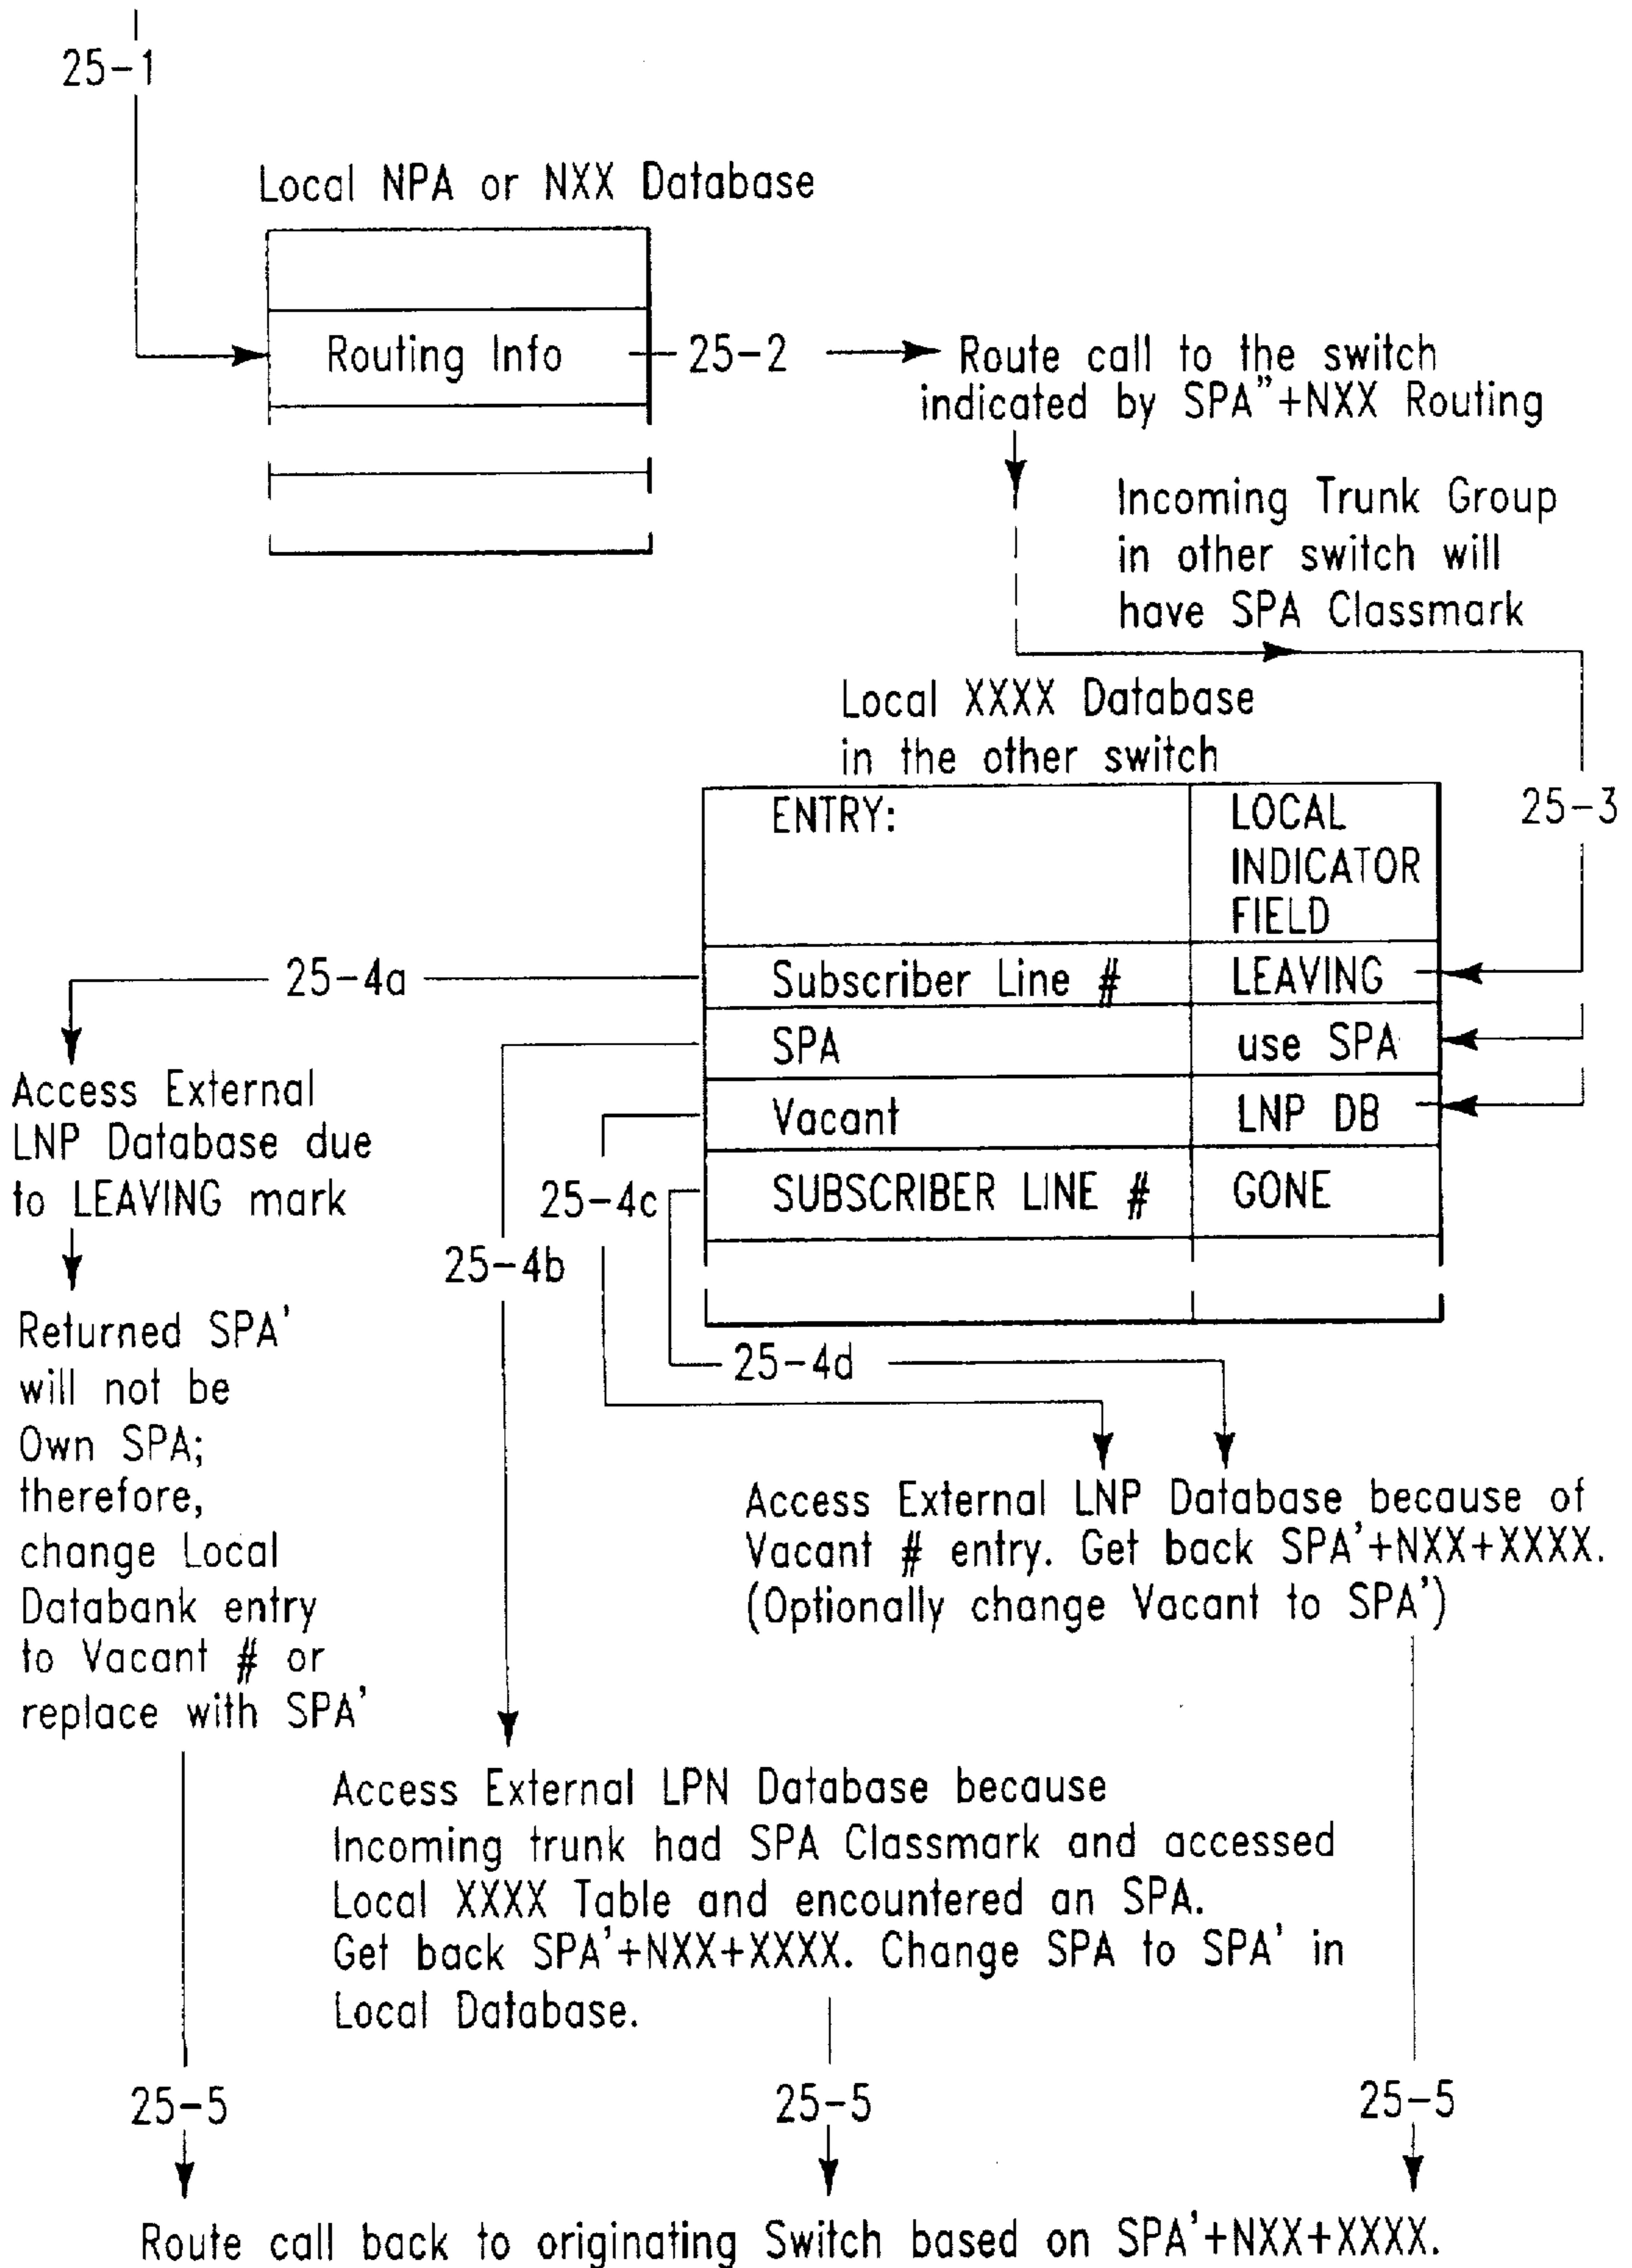 25-1
Local NPA or NXX Database
Routing Info
25-2
Route call to the switch
indicated by SPA"+NXX Routing
Incoming Trunk Group
in other switch will
have SPA Classmark
25-3
Local XXXX Database
in the other switch
ENTRY:
LOCAL
INDICATOR
FIELD
Subscriber Line #
LEAVING
SPA
use SPA
Vacant
LNP DB
SUBSCRIBER LINE #
GONE
25-4a
Access External
LNP Database due
to LEAVING mark
Returned SPA'
will not be
Own SPA;
therefore,
change Local
Databank entry
to Vacant # or
replace with SPA'
25-4b
25-4c
25-4d
Access External LNP Database because of
Vacant # entry. Get back SPA'+NXX+XXXX.
(Optionally change Vacant to SPA')
Access External LPN Database because
Incoming trunk had SPA Classmark and accessed
Local XXXX Table and encountered an SPA.
Get back SPA'+NXX+XXXX. Change SPA to SPA' in
Local Database.
25-5
25-5
25-5
Route call back to originating Switch based on SPA'+NXX+XXXX.